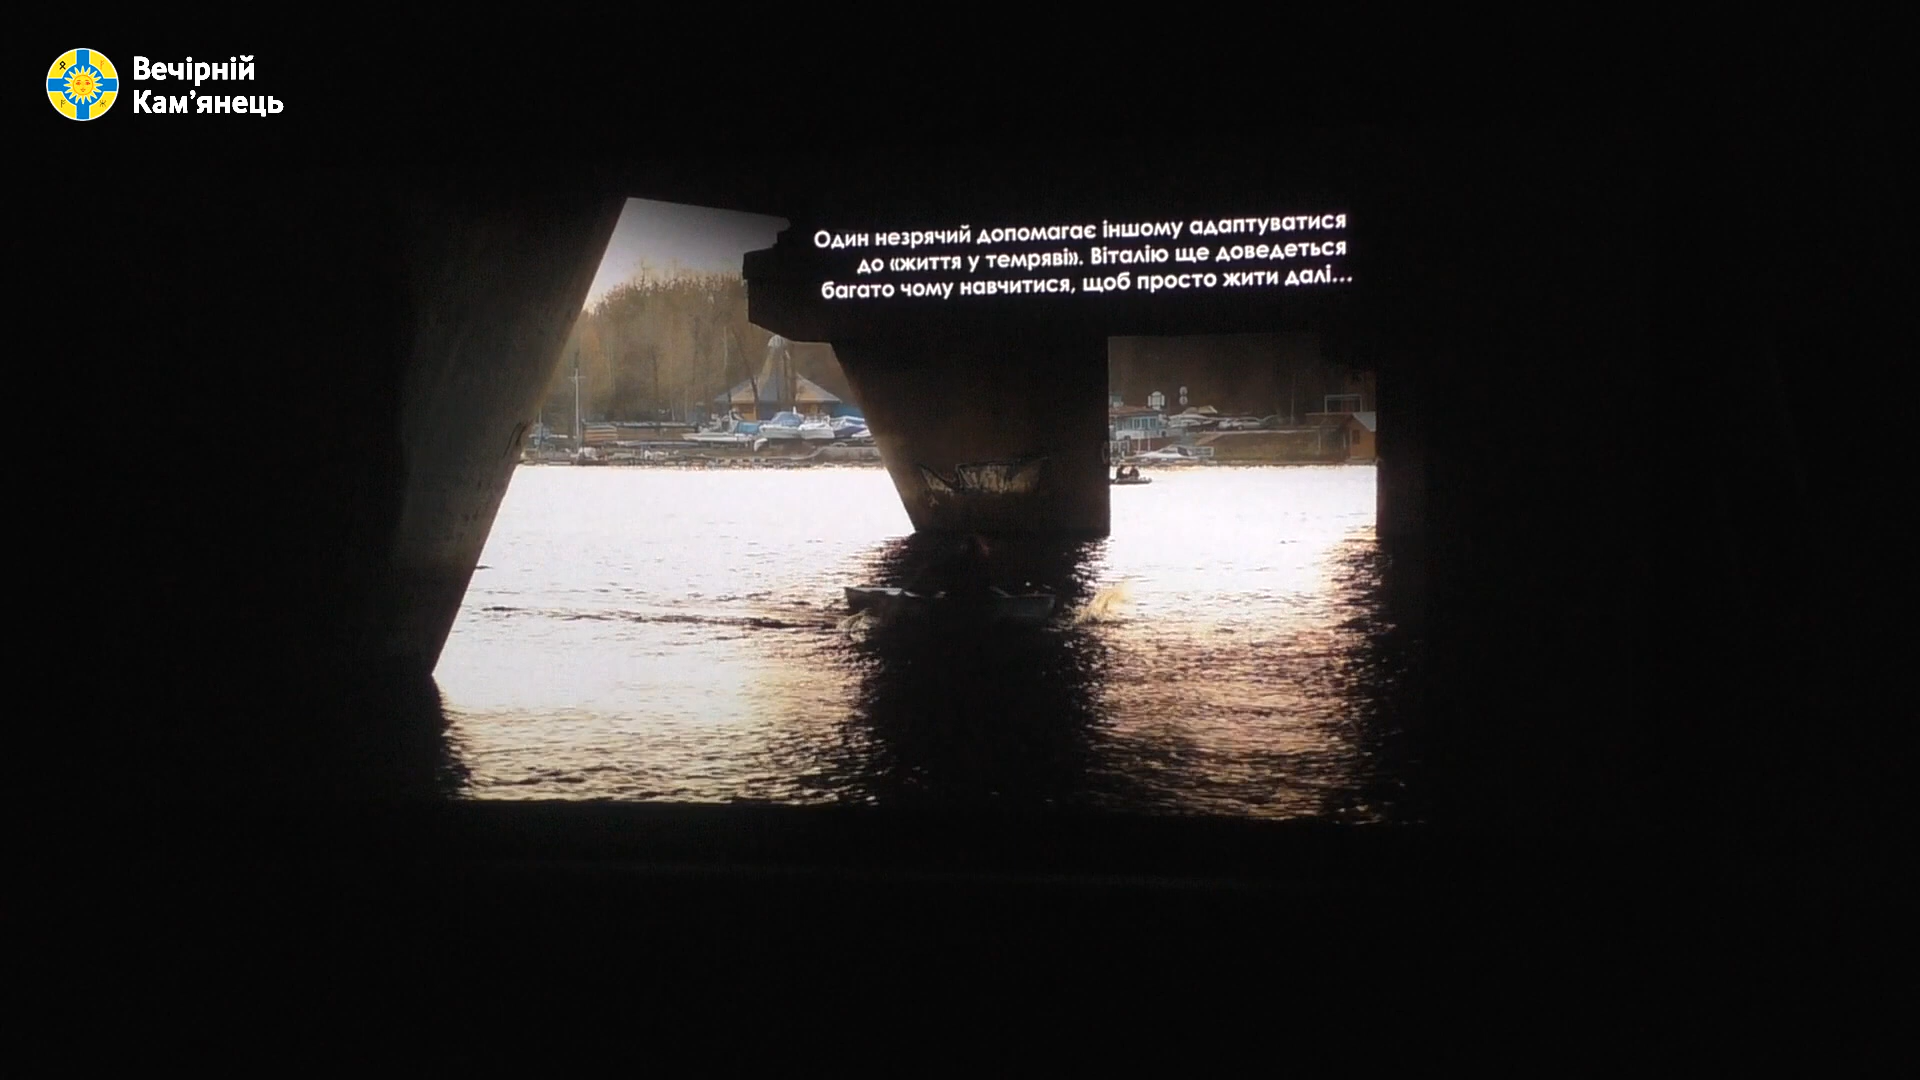 Вечірній
Кам’янець
Один незрячий допомагає іншому адаптуватися
до «життя у темряві». Віталію ще доведеться
багато чому навчитися, щоб просто жити далі...